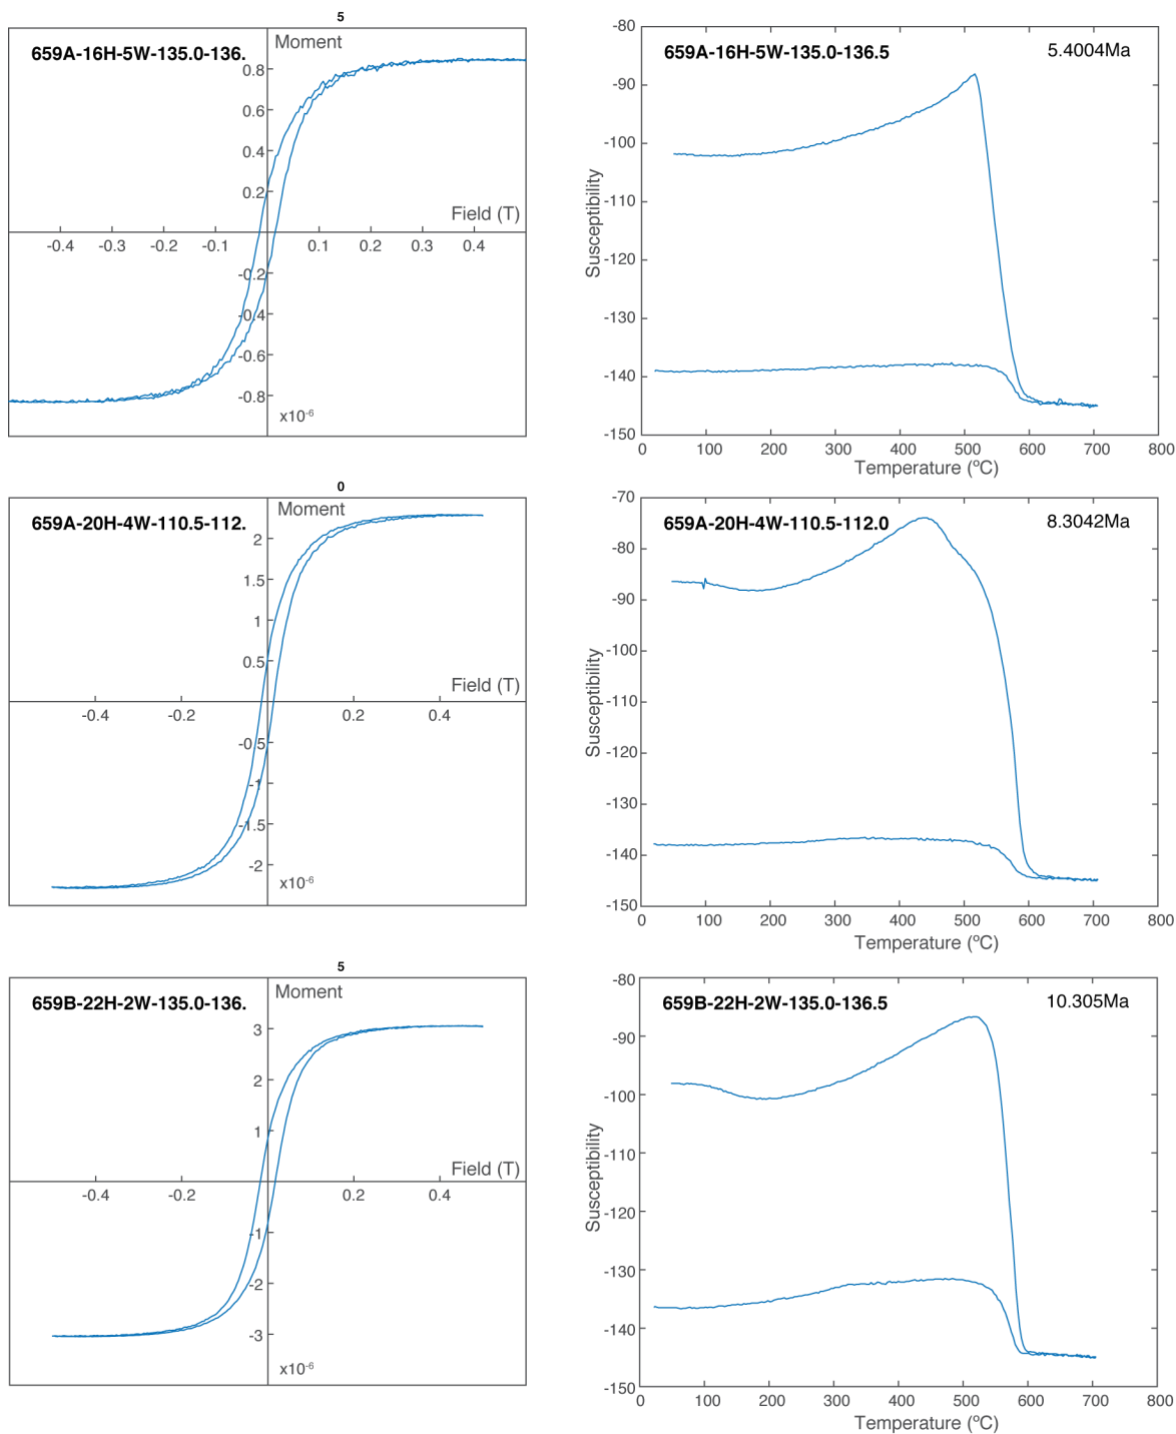 5
659A-16H-5W-135.0-136.
Moment
0.8
0.6
0.4
0.2
Field (T)
-0.4 -0.3 -0.2 -0.1 0.1 0.2 0.3 0.4
-0.2
-0.4
-0.6
-0.8
x10-6
659A-16H-5W-135.0-136.5 5.4004Ma
-80
-90
-100
-110
-120
-130
-140
-150
Susceptibility
0 100 200 300 400 500 600 700 800
Temperature (ºC)
0
659A-20H-4W-110.5-112.
Moment
2
1.5
1
0.5
Field (T)
-0.4 -0.2 0.2 0.4
-0.5
-1
-1.5
-2
x10-6
659A-20H-4W-110.5-112.0 8.3042Ma
-70
-80
-90
-100
-110
-120
-130
-140
-150
Susceptibility
0 100 200 300 400 500 600 700 800
Temperature (ºC)
5
659B-22H-2W-135.0-136.
Moment
3
2
1
Field (T)
-0.4 -0.2 0.2 0.4
-1
-2
-3
x10-6
659B-22H-2W-135.0-136.5 10.305Ma
-80
-90
-100
-110
-120
-130
-140
-150
Susceptibility
0 100 200 300 400 500 600 700 800
Temperature (ºC)